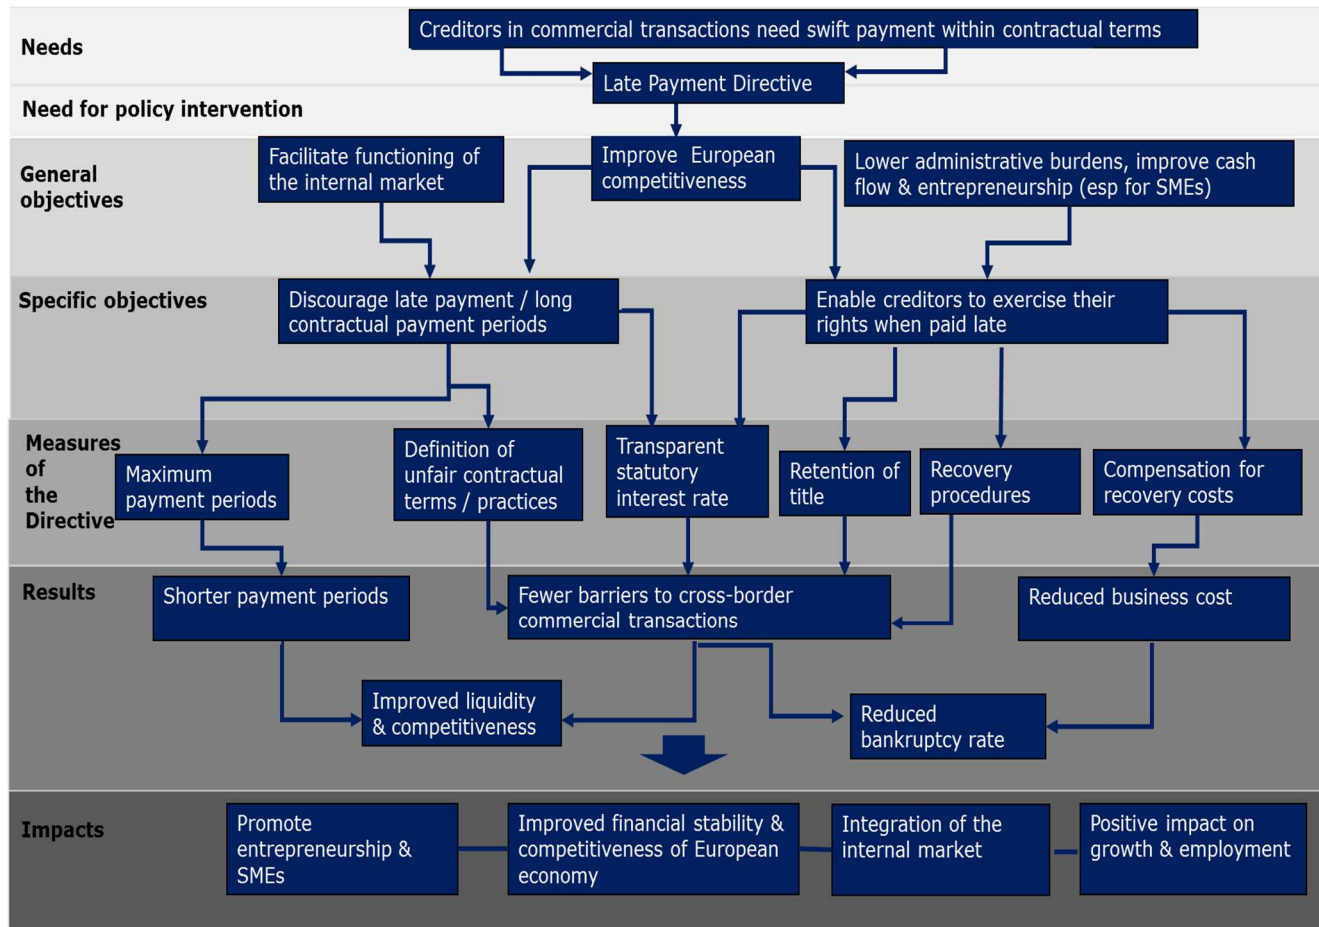 Needs
Creditors in commercial transactions need swift payment within contractual terms
Late Payment Directive
Need for policy intervention
General
objectives
Facilitate functioning of
the internal market
Improve European
competitiveness
Lower administrative burdens, improve cash
flow & entrepreneurship (esp for SMEs)
Specific objectives
Discourage late payment / long
contractual payment periods
Enable creditors to exercise their
rights when paid late
Measures
of
the
Directive
Maximum
payment periods
Definition of
unfair contractual
terms / practices
Transparent
statutory
interest rate
Retention of
title
Recovery
procedures
Compensation for
recovery costs
Results
Shorter payment periods
Fewer barriers to cross-border
commercial transactions
Reduced business cost
Improved liquidity
& competitiveness
Reduced
bankruptcy rate
Impacts
Promote
entrepreneurship &
SMEs
Improved financial stability &
competitiveness of European
economy
Integration of the
internal market
Positive impact on
growth & employment